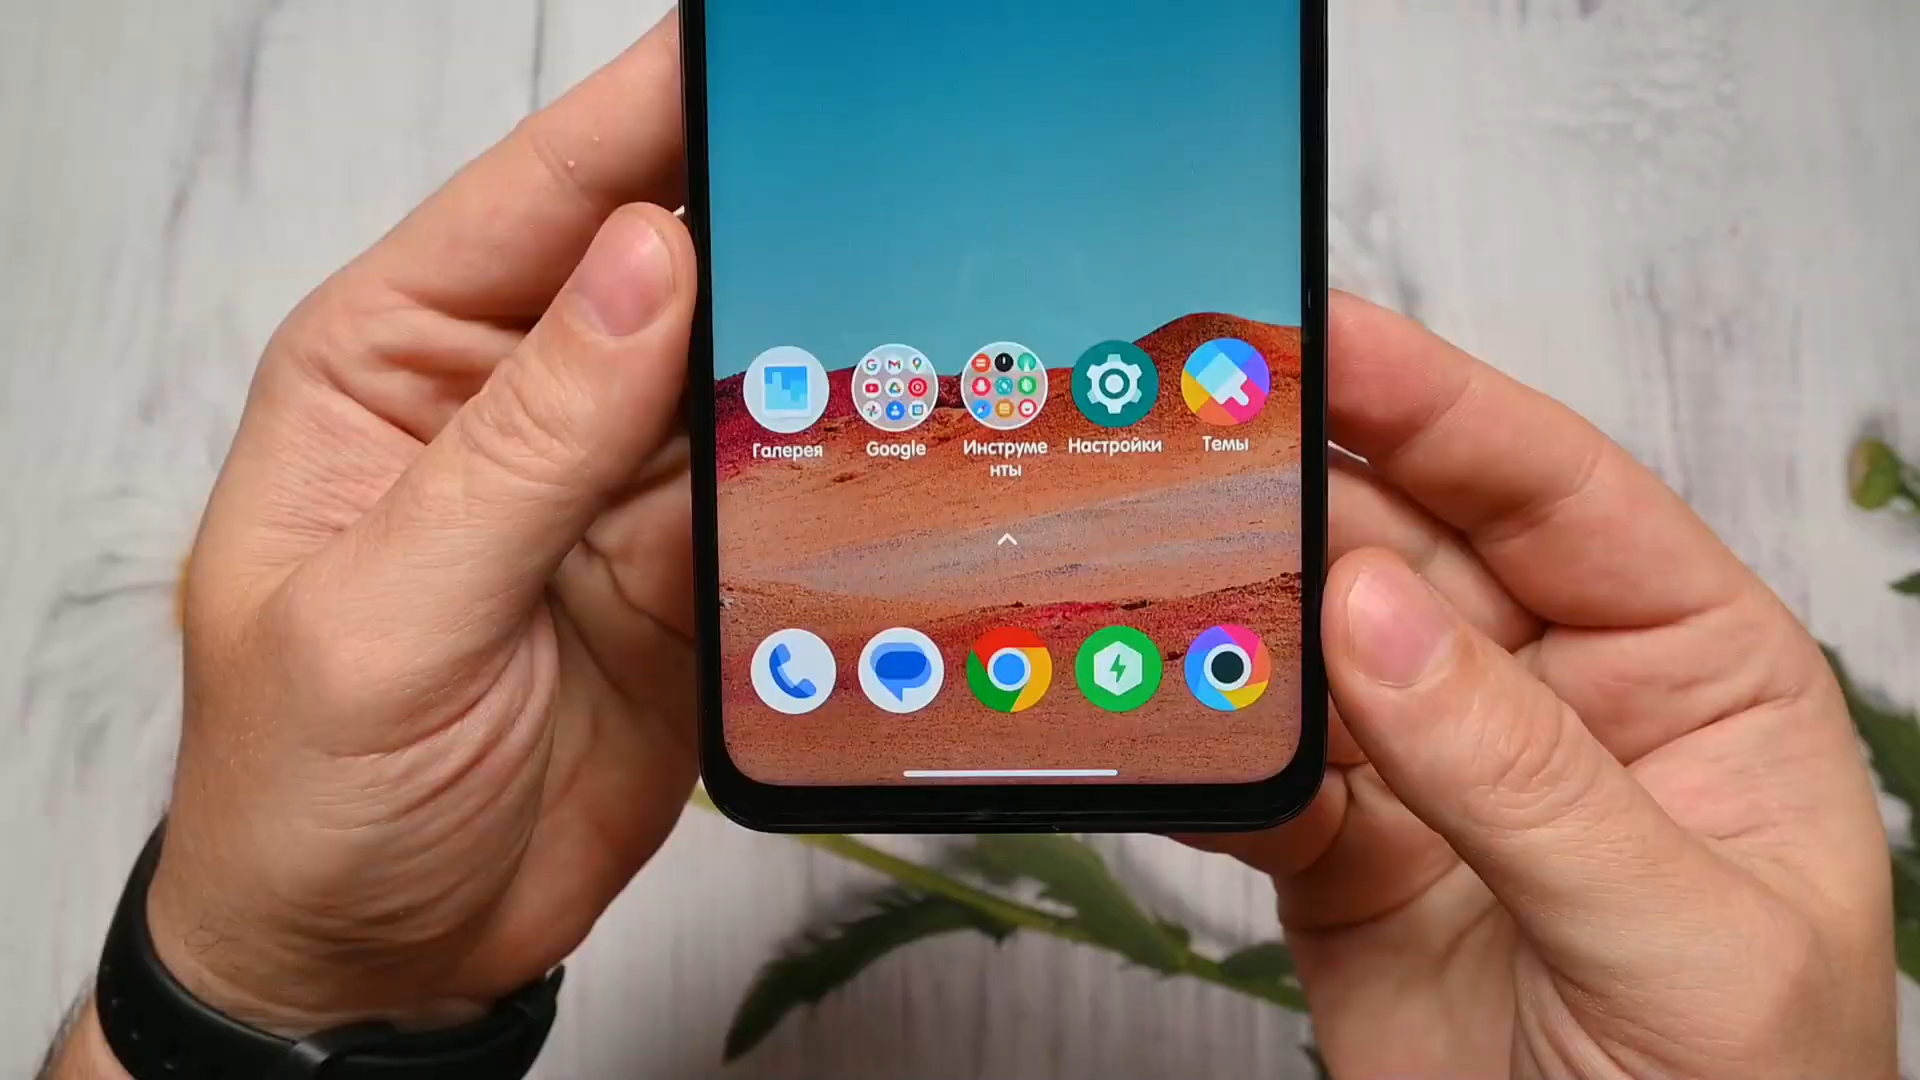 Галерея
Google
Инструме
нты
Настройки
Темы